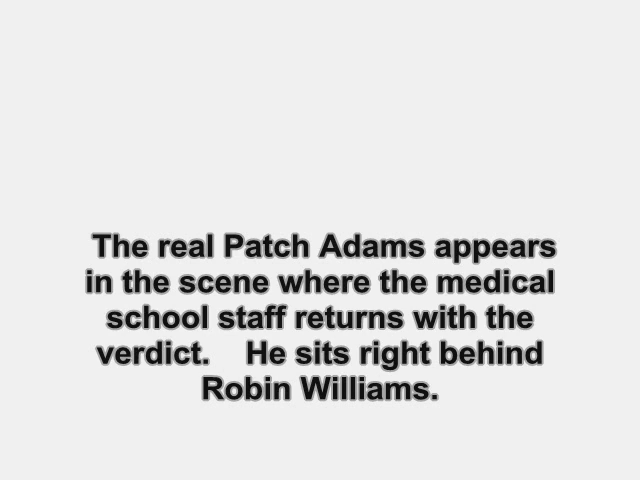 The real Patch Adams appears
in the scene where the medical
school staff returns with the
verdict.    He sits right behind
Robin Williams.